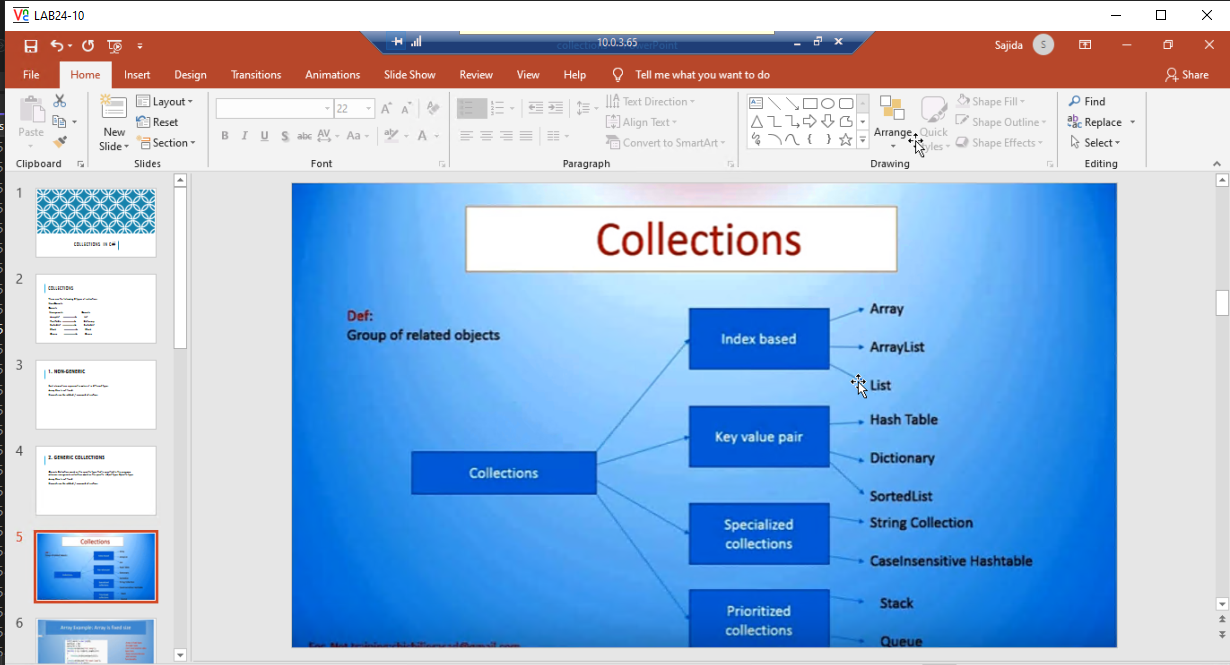 LAB24-10
10.0.3.65
Sajida
S
File
Home
Insert
Design
Transitions
Animations
Slide Show
Review
View
Help
Tell me what you want to do
Share
Paste
Clipboard
New
Slide
Layout
Reset
Section
Slides
22
B I U S abc AV Aa
A
Font
Text Direction
Align Text
Convert to SmartArt
Paragraph
Arrange
Quick
Shape Fill
Shape Outline
Shape Effects
Drawing
Find
Replace
Select
Editing
1
COLLECTIONS IN C#
2
COLLECTIONS
3
1. NON-GENERIC
4
2. GENERIC COLLECTIONS
5
Collections
6
Array Example: Array is fixed size
Collections
Def:
Group of related objects
Collections
Index based
Array
ArrayList
List
Key value pair
Hash Table
Dictionary
SortedList
Specialized
collections
String Collection
CaseInsensitive Hashtable
Prioritized
collections
Stack
Queue